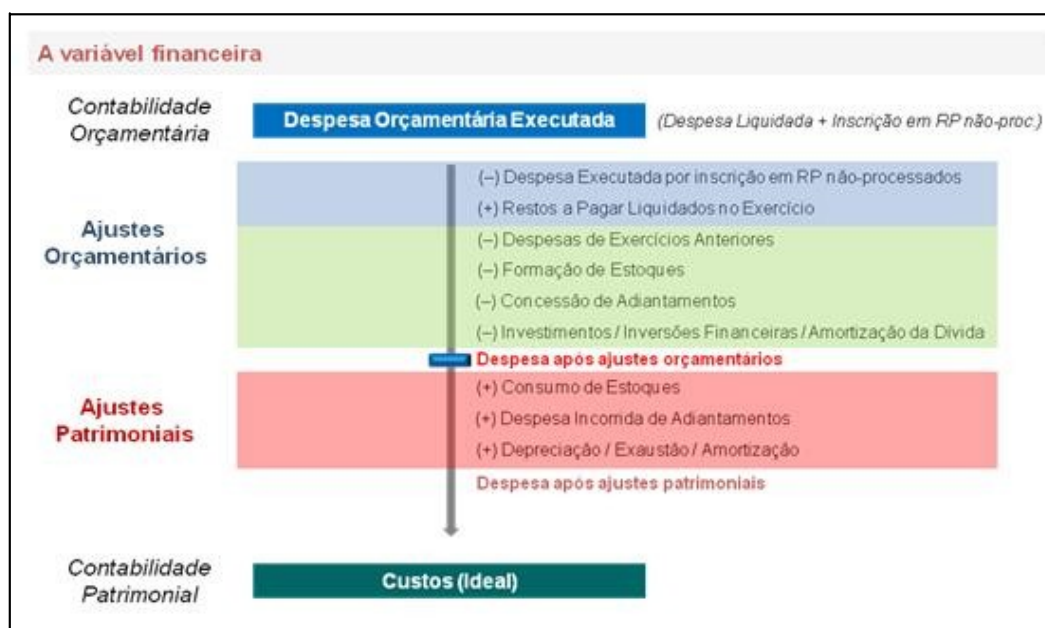 A variável financeira
Contabilidade
Orçamentária
Despesa Orçamentária Executada
(Despesa Liquidada + Inscrição em RP não-proc.)
(–) Despesa Executada por inscrição em RP não-processados
(+) Restos a Pagar Liquidados no Exercício
Ajustes
Orçamentários
(–) Despesas de Exercícios Anteriores
(–) Formação de Estoques
(–) Concessão de Adiantamentos
(–) Investimentos / Inversões Financeiras / Amortização da Dívida
Despesa após ajustes orçamentários
Ajustes
Patrimoniais
(+) Consumo de Estoques
(+) Despesa Incorrida de Adiantamentos
(+) Depreciação / Exaustão / Amortização
Despesa após ajustes patrimoniais
Contabilidade
Patrimonial
Custos (Ideal)